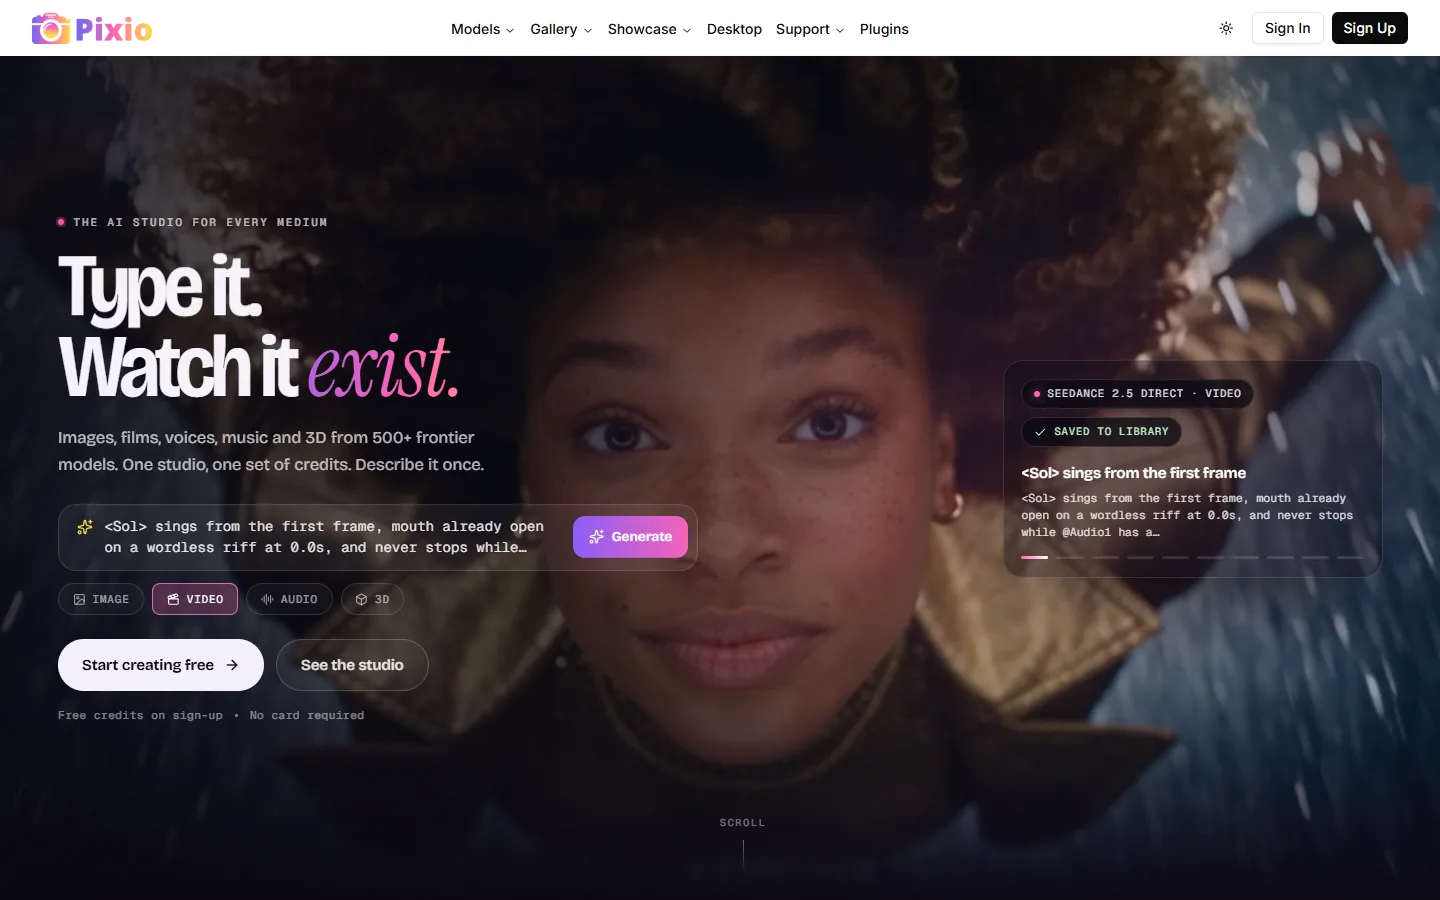 Pixio
Models
Gallery
Showcase
Desktop
Support
Plugins
Sign In
Sign Up
THE AI STUDIO FOR EVERY MEDIUM
Type it.
Watch it exist.
Images, films, voices, music and 3D from 500+ frontier
models. One studio, one set of credits. Describe it once.
<Sol> sings from the first frame, mouth already open
on a wordless riff at 0.0s, and never stops while…
Generate
IMAGE
VIDEO
AUDIO
3D
Start creating free
See the studio
Free credits on sign-up • No card required
SEEDANCE 2.5 DIRECT · VIDEO
SAVED TO LIBRARY
<Sol> sings from the first frame
<Sol> sings from the first frame, mouth already
open on a wordless riff at 0.0s, and never stops
while @Audio1 has a…
SCROLL